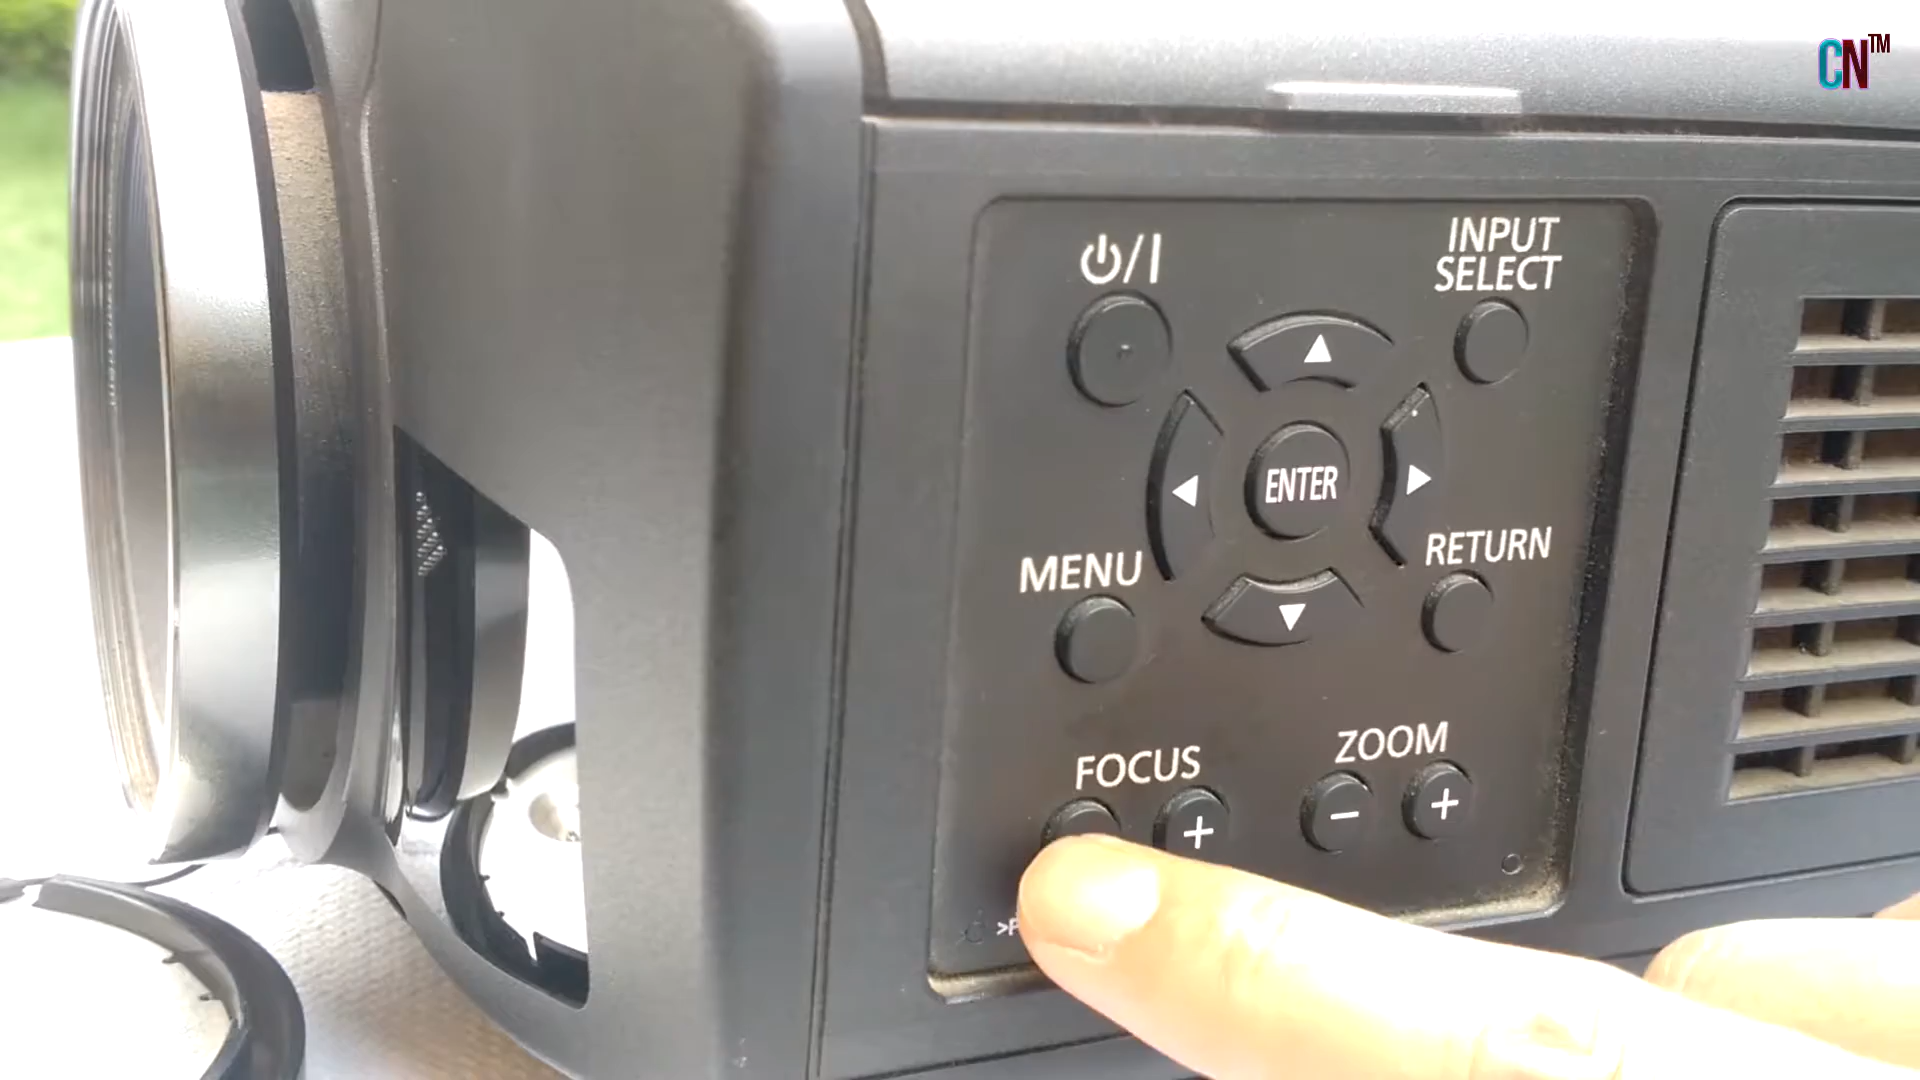 CN™
⏻/I
INPUT
SELECT
ENTER
MENU
RETURN
FOCUS
ZOOM
+
−
+
>P